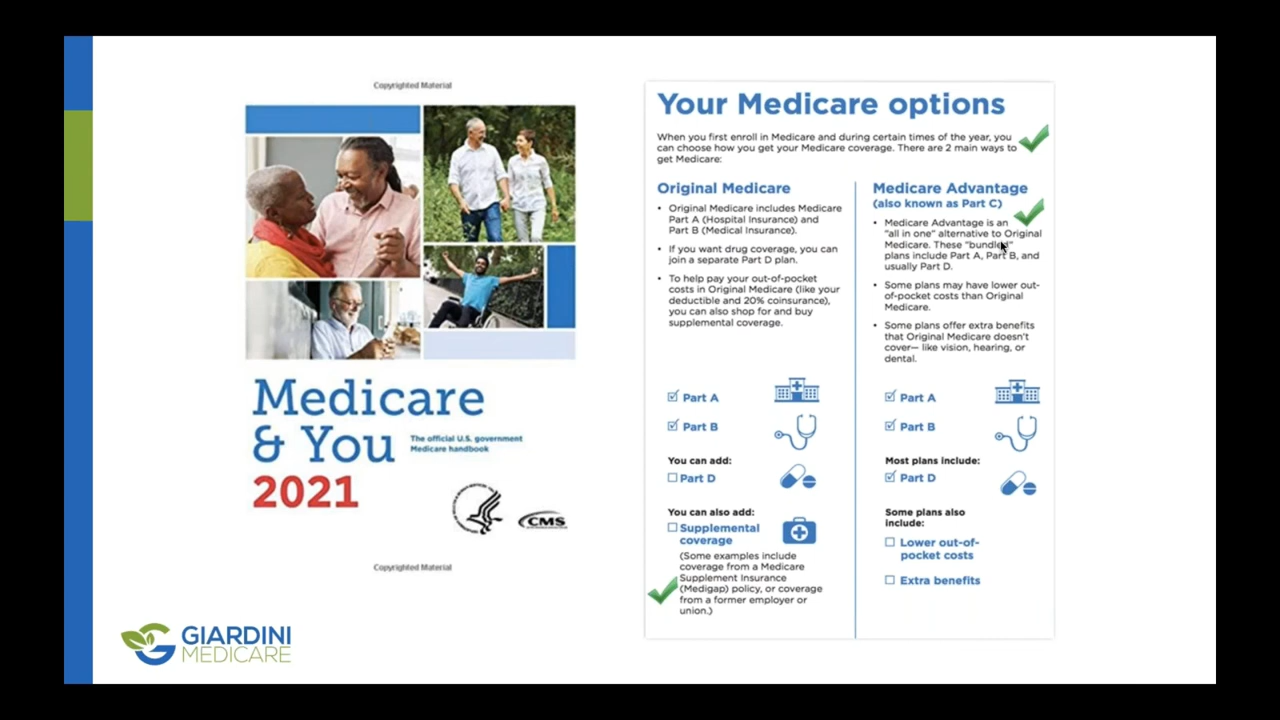 Copyrighted Material
Medicare
& You
The official U.S. government
Medicare handbook
2021
CMS
Copyrighted Material
GIARDINI
MEDICARE
Your Medicare options
When you first enroll in Medicare and during certain times of the year, you
can choose how you get your Medicare coverage. There are 2 main ways to
get Medicare:
Original Medicare
• Original Medicare includes Medicare
Part A (Hospital Insurance) and
Part B (Medical Insurance).
• If you want drug coverage, you can
join a separate Part D plan.
• To help pay your out-of-pocket
costs in Original Medicare (like your
deductible and 20% coinsurance),
you can also shop for and buy
supplemental coverage.
Part A
Part B
You can add:
Part D
You can also add:
Supplemental
coverage
(Some examples include
coverage from a Medicare
Supplement Insurance
(Medigap) policy, or coverage
from a former employer or
union.)
Medicare Advantage
(also known as Part C)
• Medicare Advantage is an
“all in one” alternative to Original
Medicare. These “bundled”
plans include Part A, Part B, and
usually Part D.
• Some plans may have lower out-
of-pocket costs than Original
Medicare.
• Some plans offer extra benefits
that Original Medicare doesn’t
cover— like vision, hearing, or
dental.
Part A
Part B
Most plans include:
Part D
Some plans also
include:
Lower out-of-
pocket costs
Extra benefits